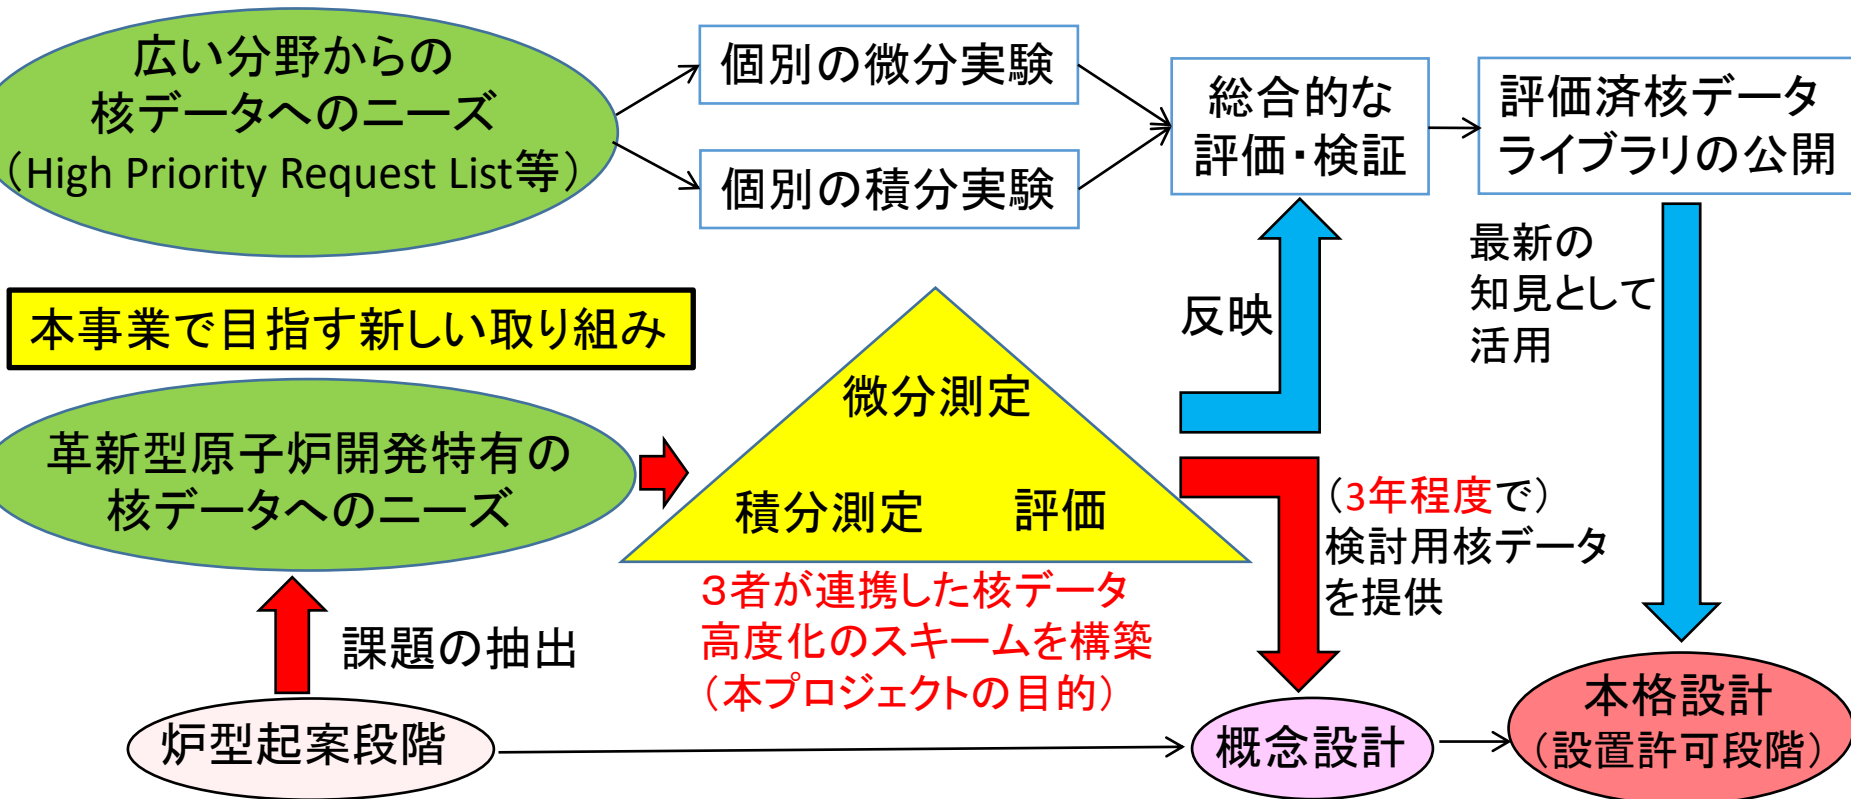 広い分野からの
核データへのニーズ
（High Priority Request List等）
個別の微分実験
個別の積分実験
総合的な
評価・検証
評価済核データ
ライブラリの公開
最新の
知見として
活用
反映
本事業で目指す新しい取り組み
革新型原子炉開発特有の
核データへのニーズ
微分測定
積分測定
評価
３者が連携した核データ
高度化のスキームを構築
（本プロジェクトの目的）
（3年程度で）
検討用核データ
を提供
課題の抽出
炉型起案段階
概念設計
本格設計
（設置許可段階）